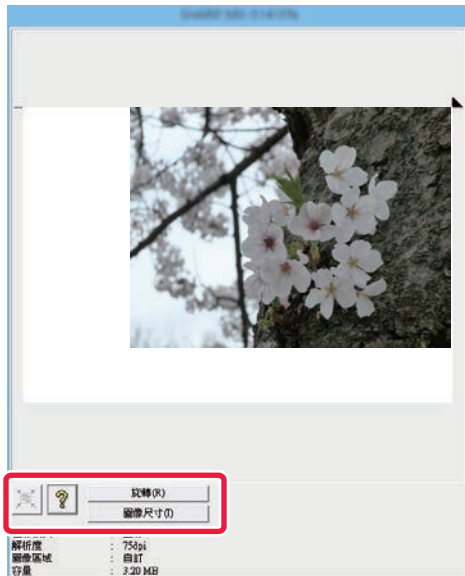 旋轉(R)
圖像尺寸(I)
解析度 : 75dpi
圖像區域 : 自訂
容量 : 3.20 MB